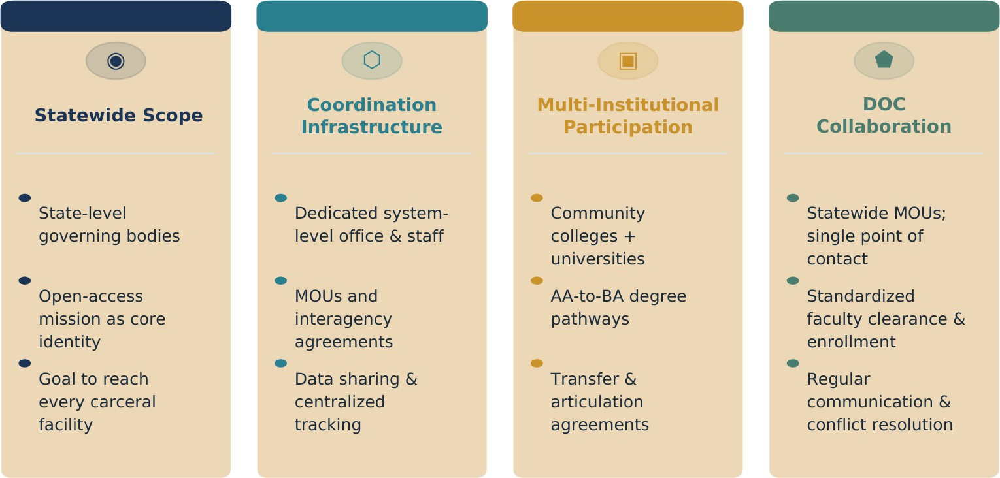 Statewide Scope
State-level
governing bodies
Open-access
mission as core
identity
Goal to reach
every carceral
facility
Coordination
Infrastructure
Dedicated system-
level office & staff
MOUs and
interagency
agreements
Data sharing &
centralized
tracking
Multi-Institutional
Participation
Community
colleges +
universities
AA-to-BA degree
pathways
Transfer &
articulation
agreements
DOC
Collaboration
Statewide MOUs;
single point of
contact
Standardized
faculty clearance &
enrollment
Regular
communication &
conflict resolution